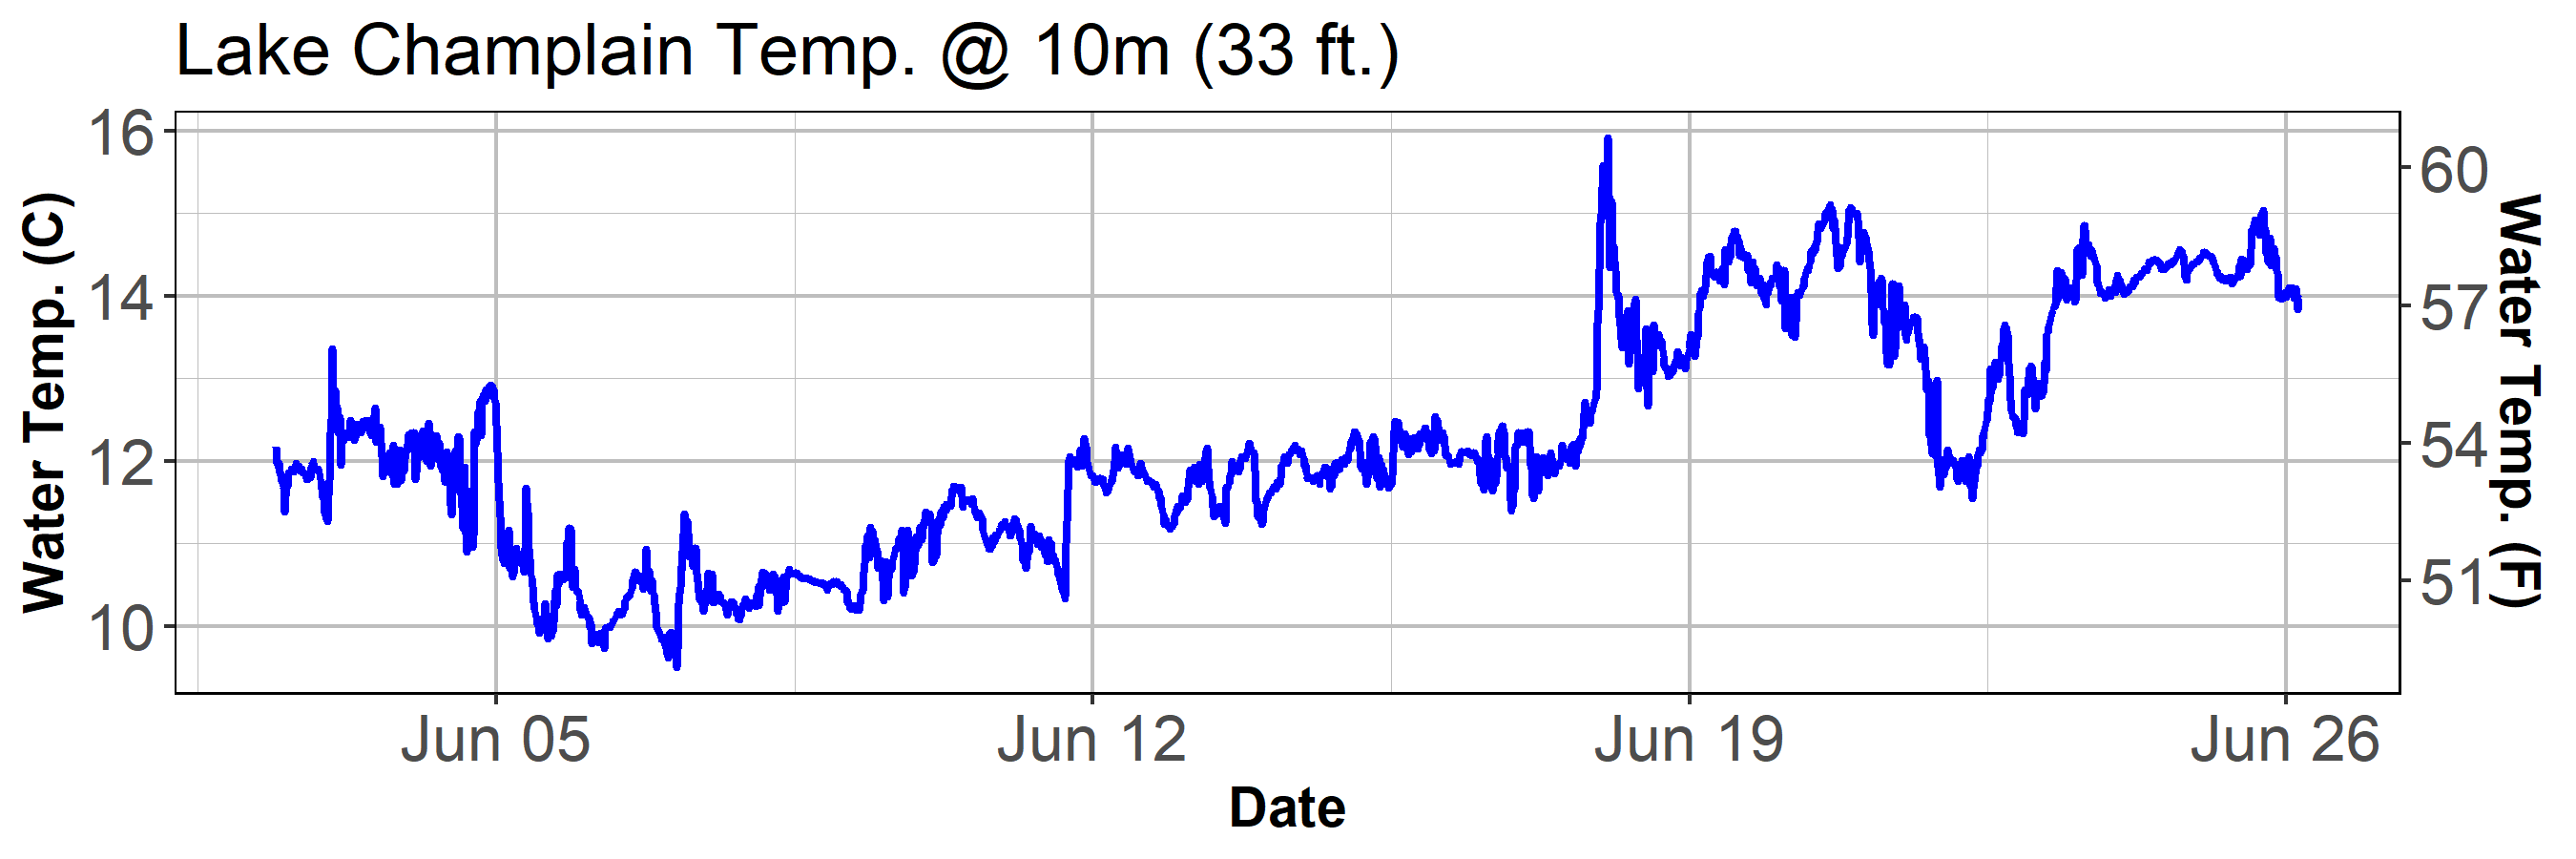 Lake Champlain Temp. @ 10m (33 ft.)
Water Temp. (C)
16
14
12
10
60
57
54
51
Water Temp. (F)
Jun 05
Jun 12
Jun 19
Jun 26
Date